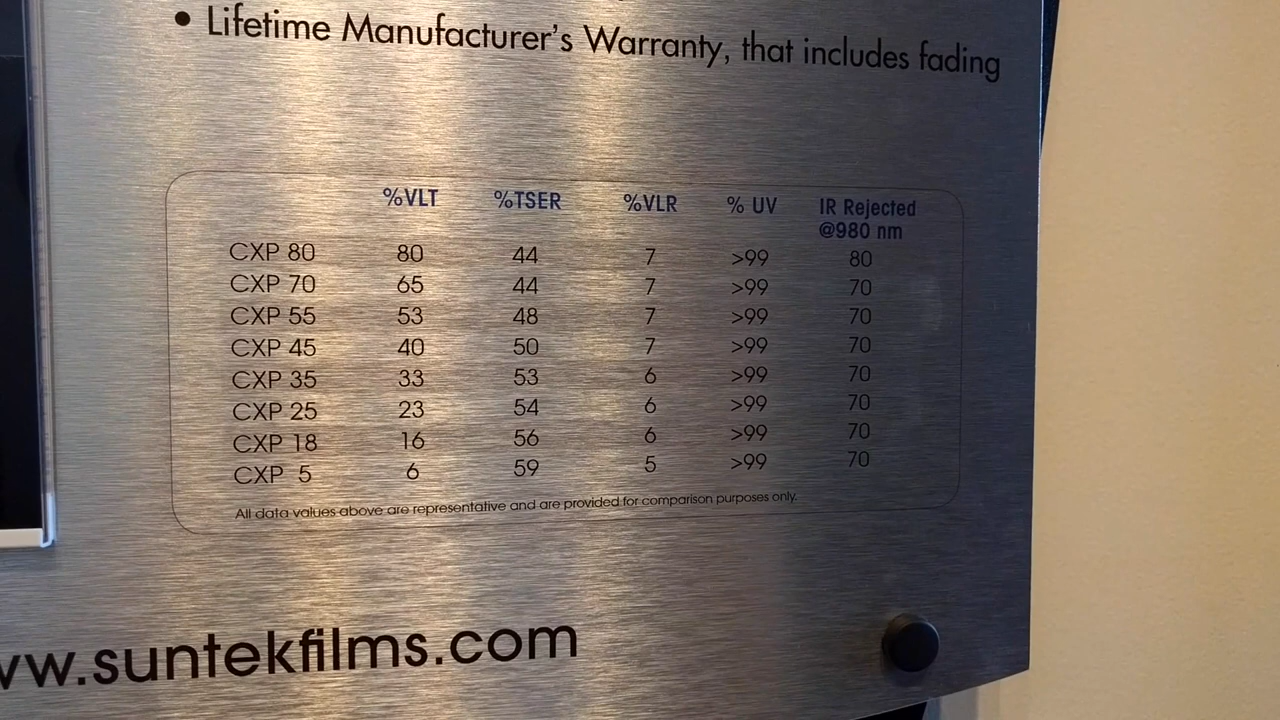 • Lifetime Manufacturer's Warranty, that includes fading
%VLT %TSER %VLR % UV IR Rejected
@980 nm
CXP 80 80 44 7 >99 80
CXP 70 65 44 7 >99 70
CXP 55 53 48 7 >99 70
CXP 45 40 50 7 >99 70
CXP 35 33 53 6 >99 70
CXP 25 23 54 6 >99 70
CXP 18 16 56 6 >99 70
CXP 5 6 59 5 >99 70
All data values above are representative and are provided for comparison purposes only.
w.suntekfilms.com